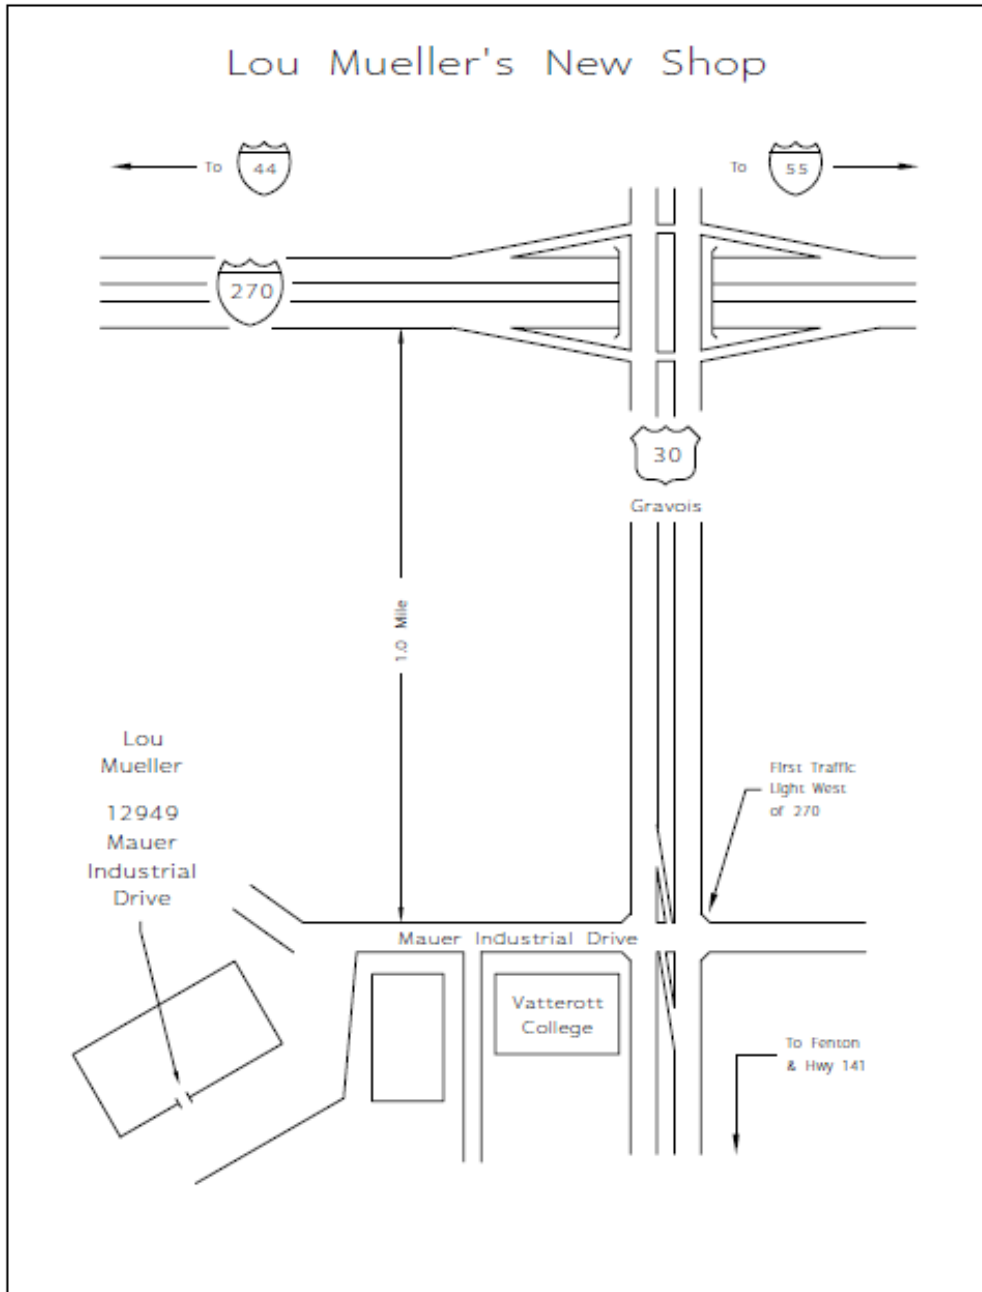 Lou Mueller's New Shop
To 44
To 55
270
30
Gravois
1.0 Mile
Lou
Mueller
12949
Mauer
Industrial
Drive
First Traffic
Light West
of 270
Mauer Industrial Drive
Vatterott
College
To Fenton
& Hwy 141